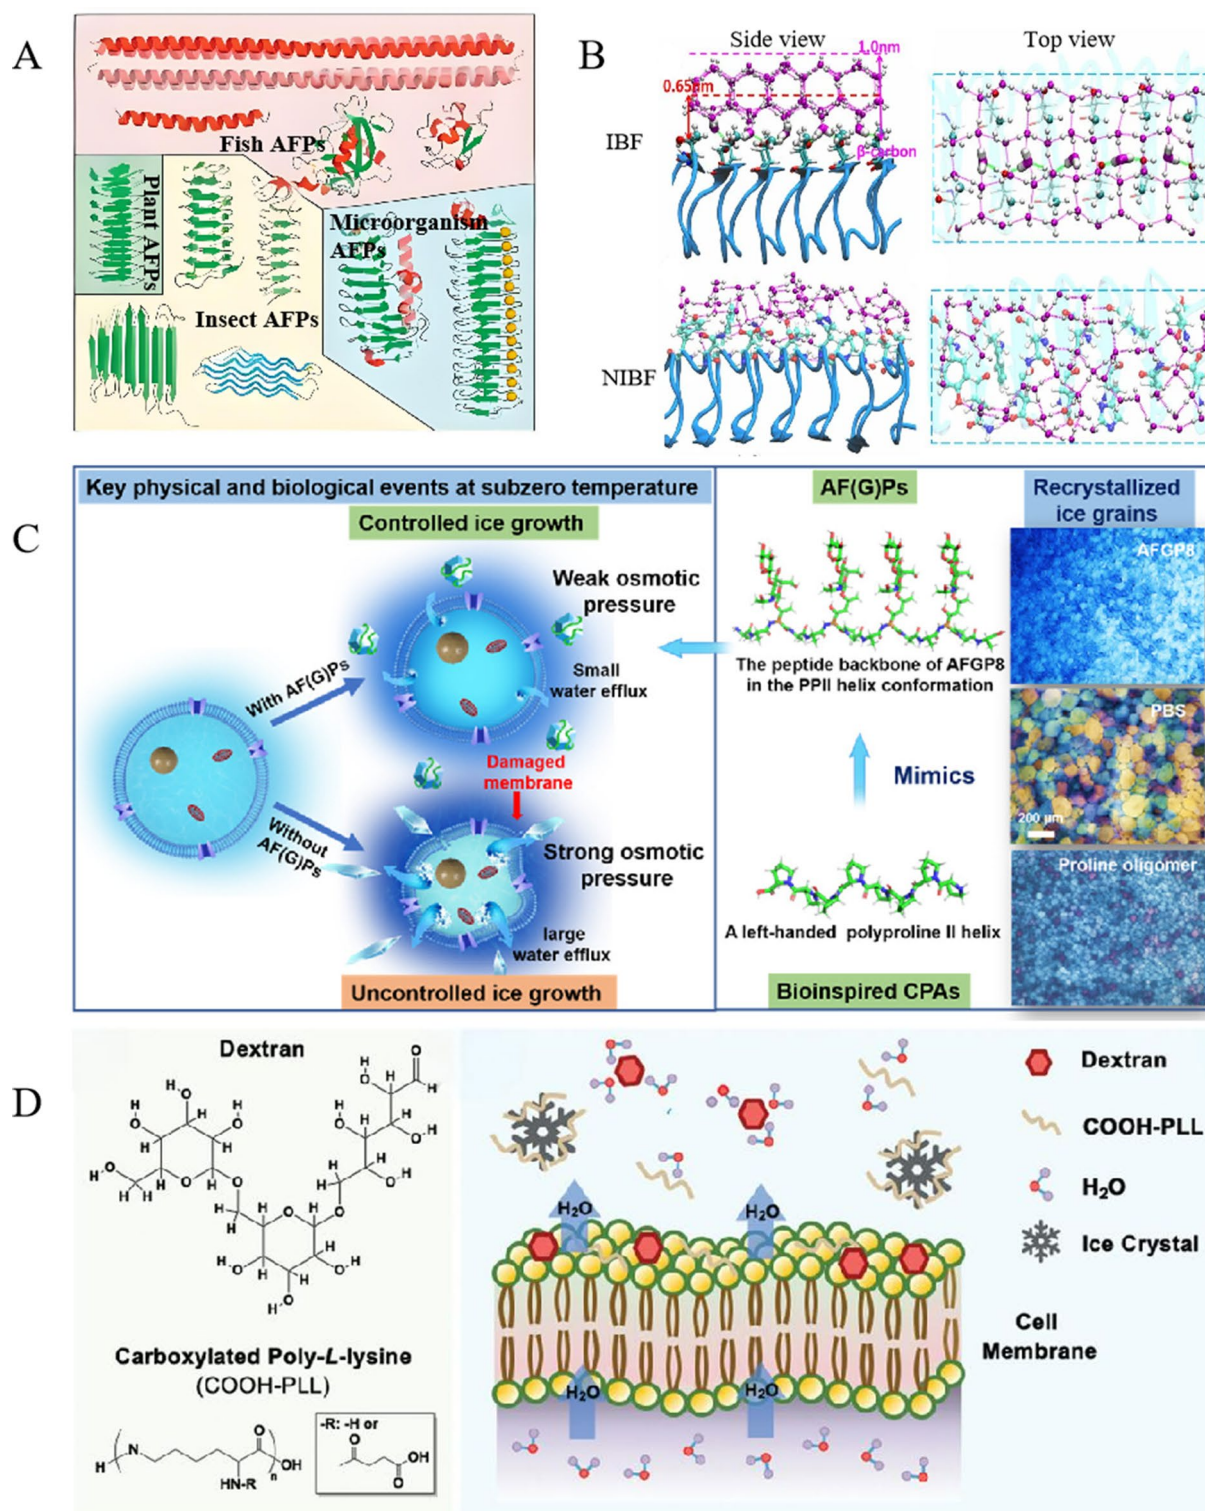 A
Fish AFPs
Plant AFPs
Microorganism
AFPs
Insect AFPs
B
Side view
Top view
1.0nm
0.65nm
β-carbon
IBF
NIBF
C
Key physical and biological events at subzero temperature
Controlled ice growth
Weak osmotic
pressure
Small
water efflux
With AF(G)Ps
Damaged
membrane
Without
AF(G)Ps
Strong osmotic
pressure
large
water efflux
Uncontrolled ice growth
AF(G)Ps
The peptide backbone of AFGP8
in the PPII helix conformation
Mimics
A left-handed polyproline II helix
Bioinspired CPAs
Recrystallized
ice grains
AFGP8
PBS
200 μm
Proline oligomer
D
Dextran
Carboxylated Poly-L-lysine
(COOH-PLL)
H
N
O
OH
n
HN-R
-R: -H or
O
OH
O
H2O
H2O
H2O
H2O
Dextran
COOH-PLL
H2O
Ice Crystal
Cell
Membrane